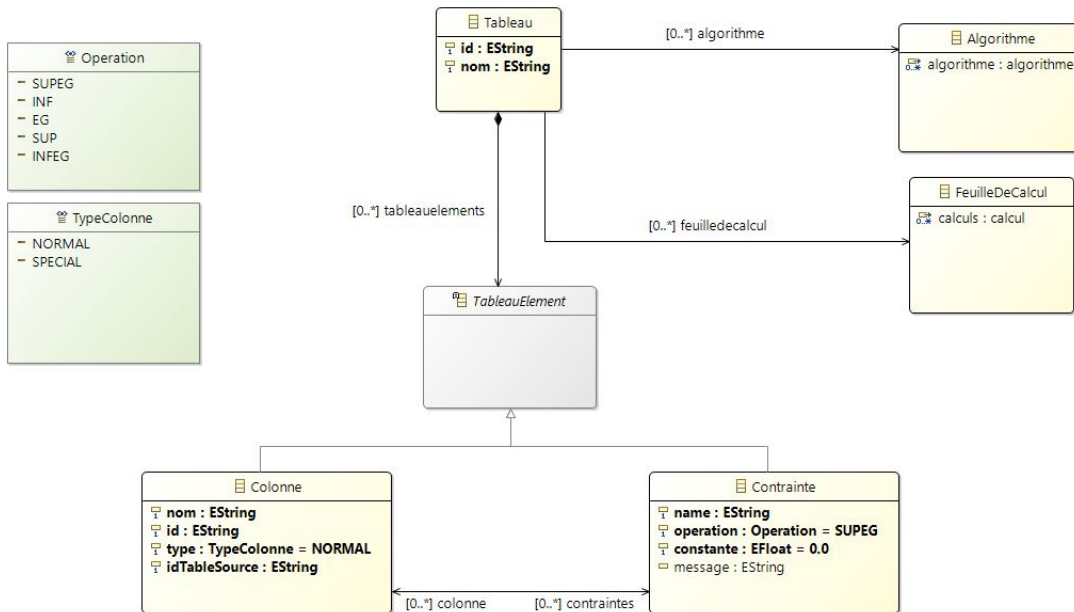 Tableau
id : EString
nom : EString
[0..*] algorithme
Algorithme
algorithme : algorithme
Operation
SUPEG
INF
EG
SUP
INFEG
TypeColonne
NORMAL
SPECIAL
[0..*] tableauelements
[0..*] feuilledecalcul
FeuilleDeCalcul
calculs : calcul
TableauElement
Colonne
nom : EString
id : EString
type : TypeColonne = NORMAL
idTableSource : EString
Contrainte
name : EString
operation : Operation = SUPEG
constante : EFloat = 0.0
message : EString
[0..*] colonne
[0..*] contraintes